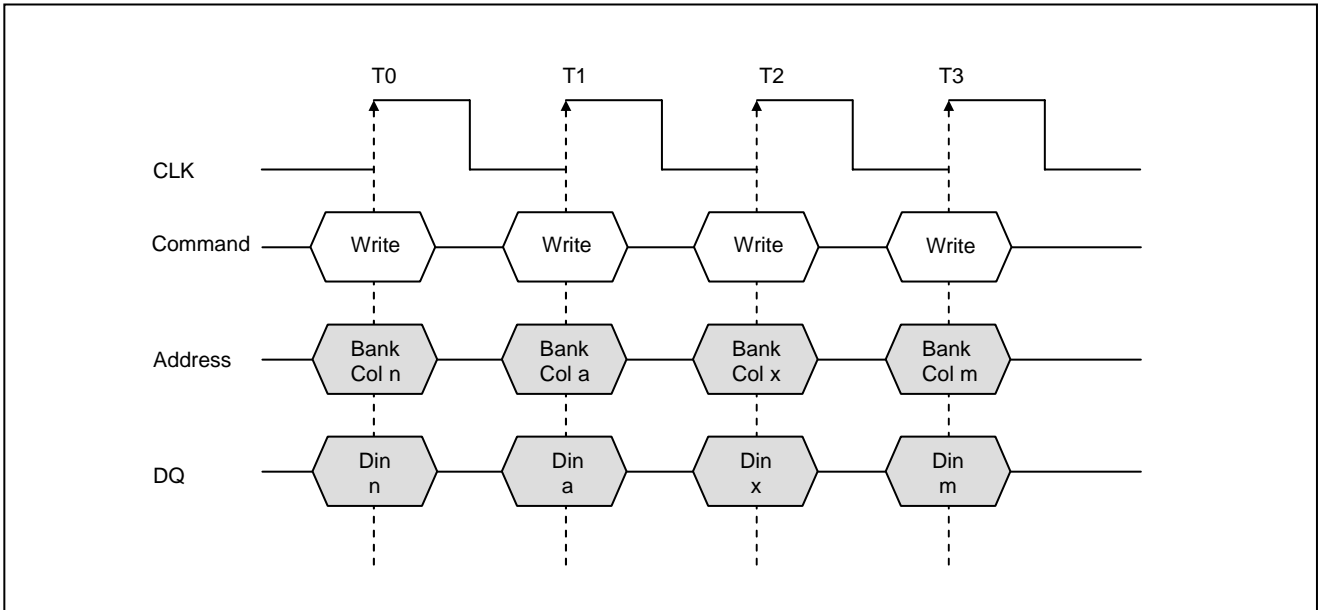 T0 T1 T2 T3
CLK
Command Write Write Write Write
Address
Bank Col n
Bank Col a
Bank Col x
Bank Col m
DQ
Din n
Din a
Din x
Din m